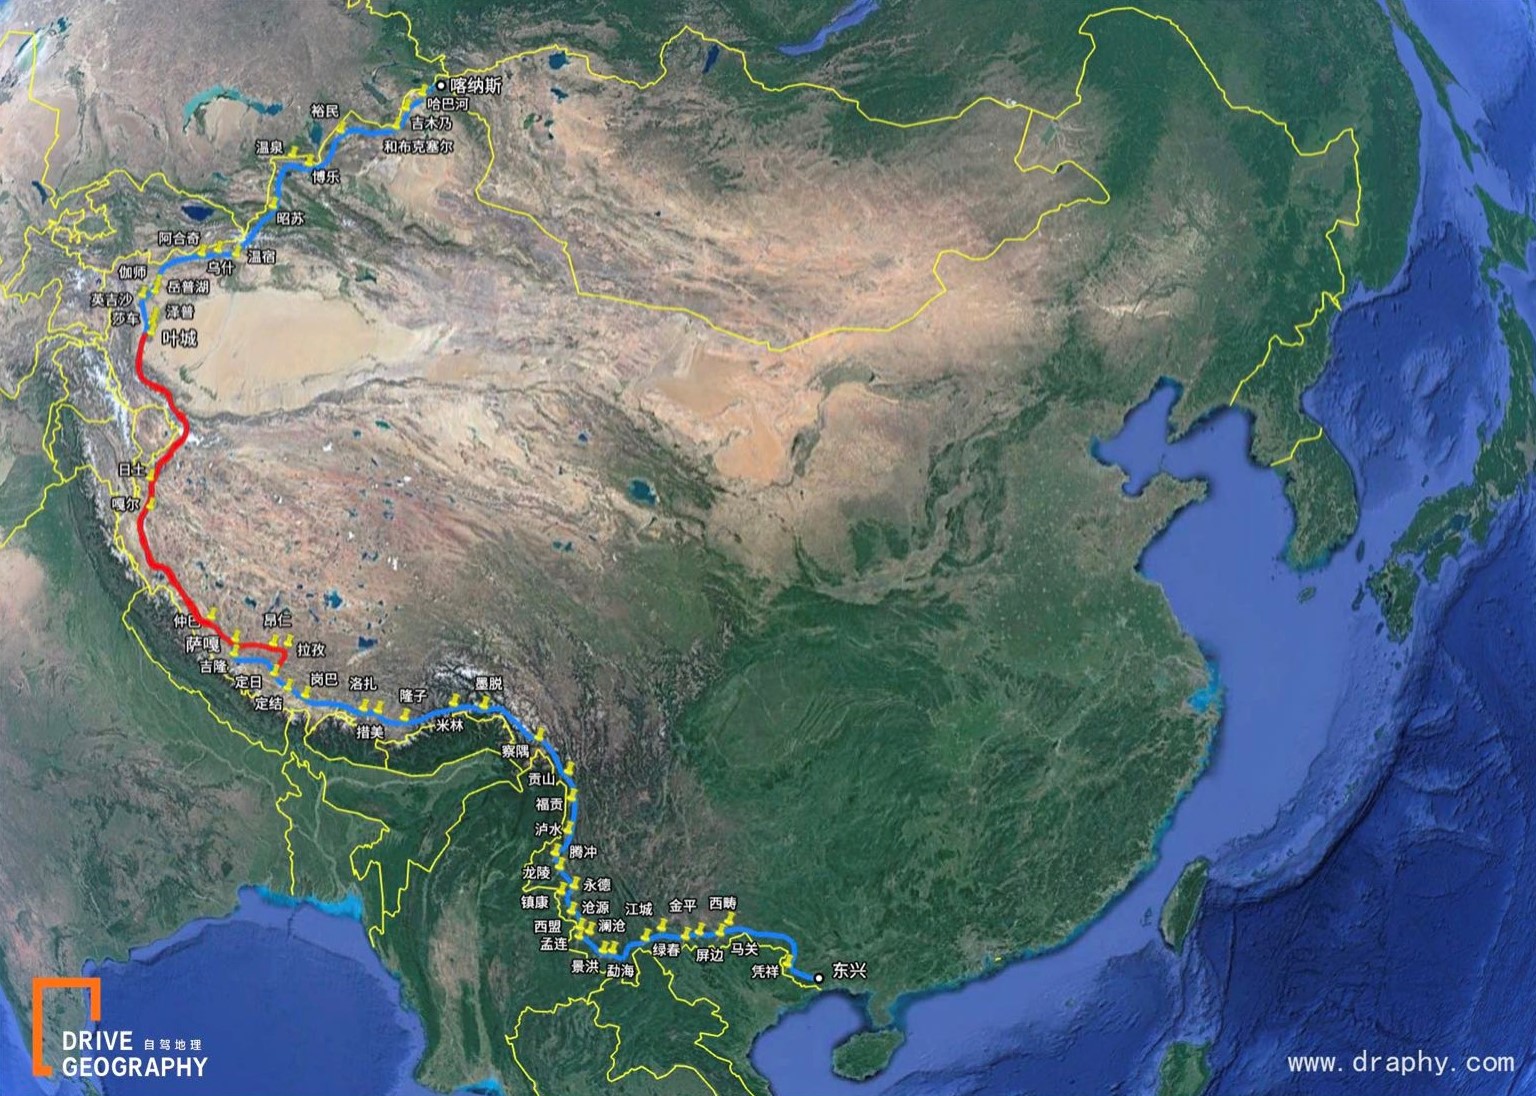 喀纳斯
哈巴河
裕民
吉木乃
温泉
和布克塞尔
博乐
昭苏
阿合奇
温宿
乌什
伽师
岳普湖
英吉沙
泽普
莎车
叶城
日土
噶尔
仲巴
昂仁
萨嘎
拉孜
吉隆
定日
岗巴
洛扎
墨脱
定结
隆子
米林
措美
察隅
贡山
福贡
泸水
腾冲
龙陵
永德
镇康
沧源
江城
金平
西畴
西盟
澜沧
孟连
绿春
屏边
马关
景洪
勐海
凭祥
东兴
DRIVE 自驾地理
GEOGRAPHY
www.draphy.com